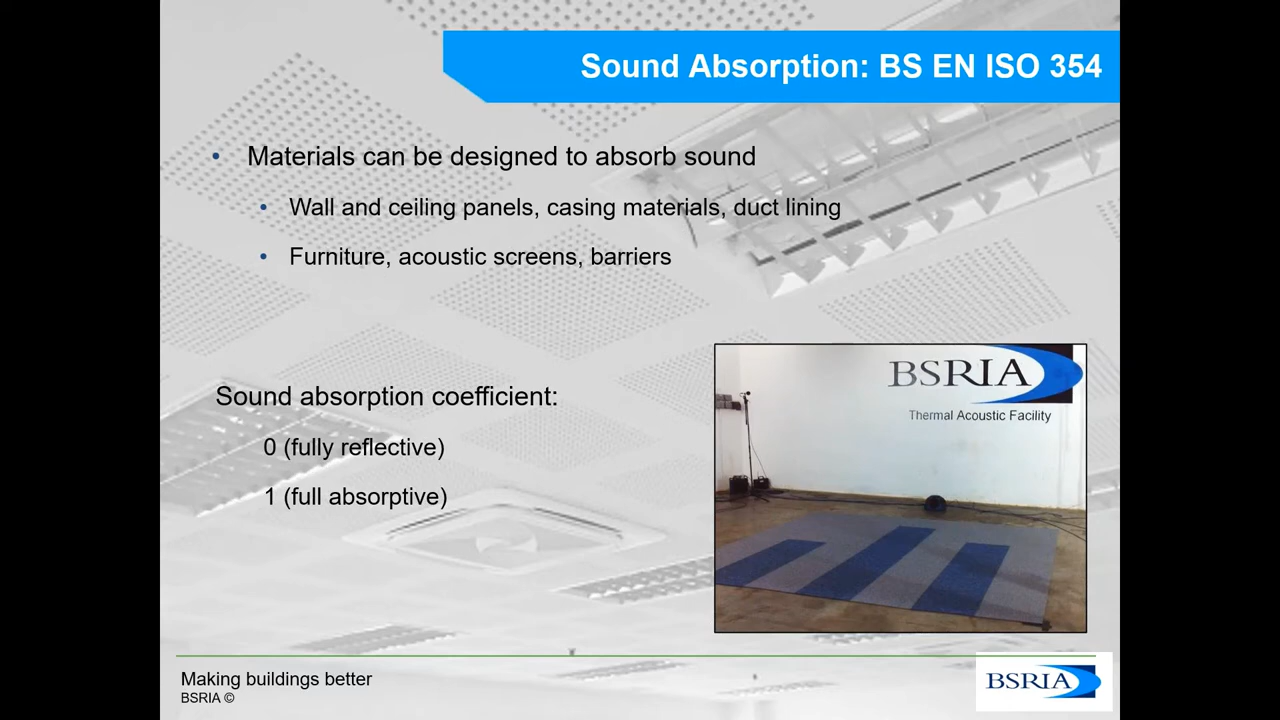 Sound Absorption: BS EN ISO 354
• Materials can be designed to absorb sound
• Wall and ceiling panels, casing materials, duct lining
• Furniture, acoustic screens, barriers
Sound absorption coefficient:
0 (fully reflective)
1 (full absorptive)
BSRIA
Thermal Acoustic Facility
Making buildings better
BSRIA ©
BSRIA